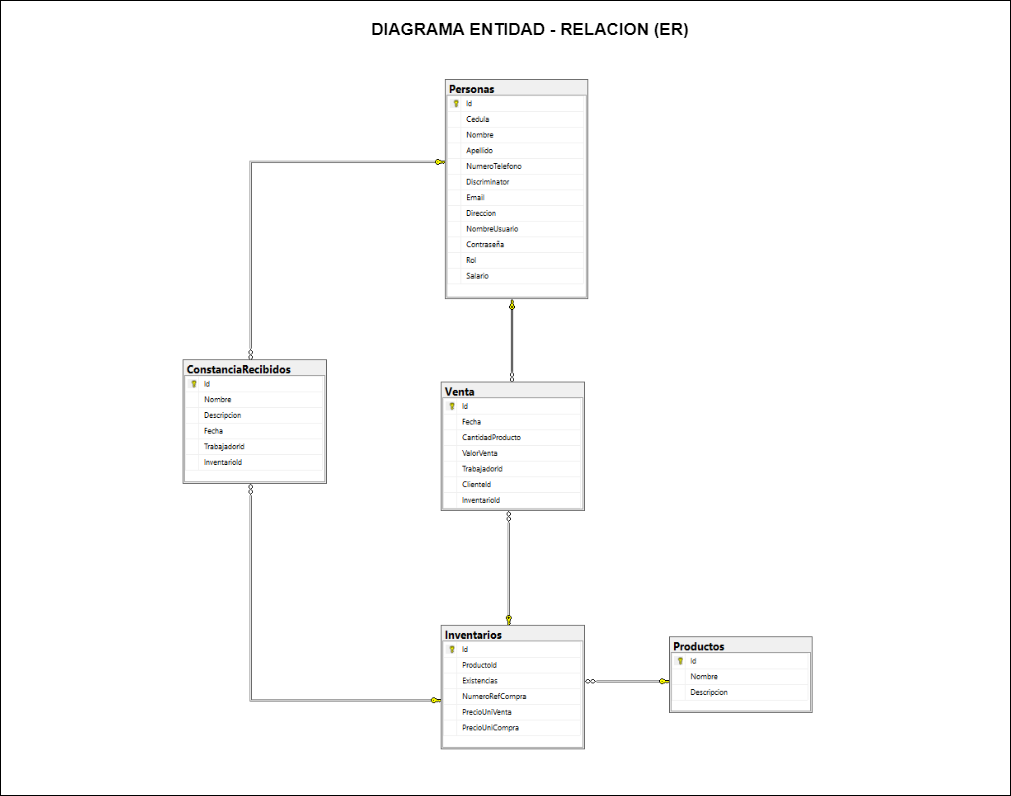 DIAGRAMA ENTIDAD - RELACION (ER)
Personas
Id
Cedula
Nombre
Apellido
NumeroTelefono
Discriminator
Email
Direccion
NombreUsuario
Contraseña
Rol
Salario
ConstanciaRecibidos
Id
Nombre
Descripcion
Fecha
TrabajadorId
InventarioId
Venta
Id
Fecha
CantidadProducto
ValorVenta
TrabajadorId
ClienteId
InventarioId
Inventarios
Id
ProductoId
Existencias
NumeroRefCompra
PrecioUniVenta
PrecioUniCompra
Productos
Id
Nombre
Descripcion